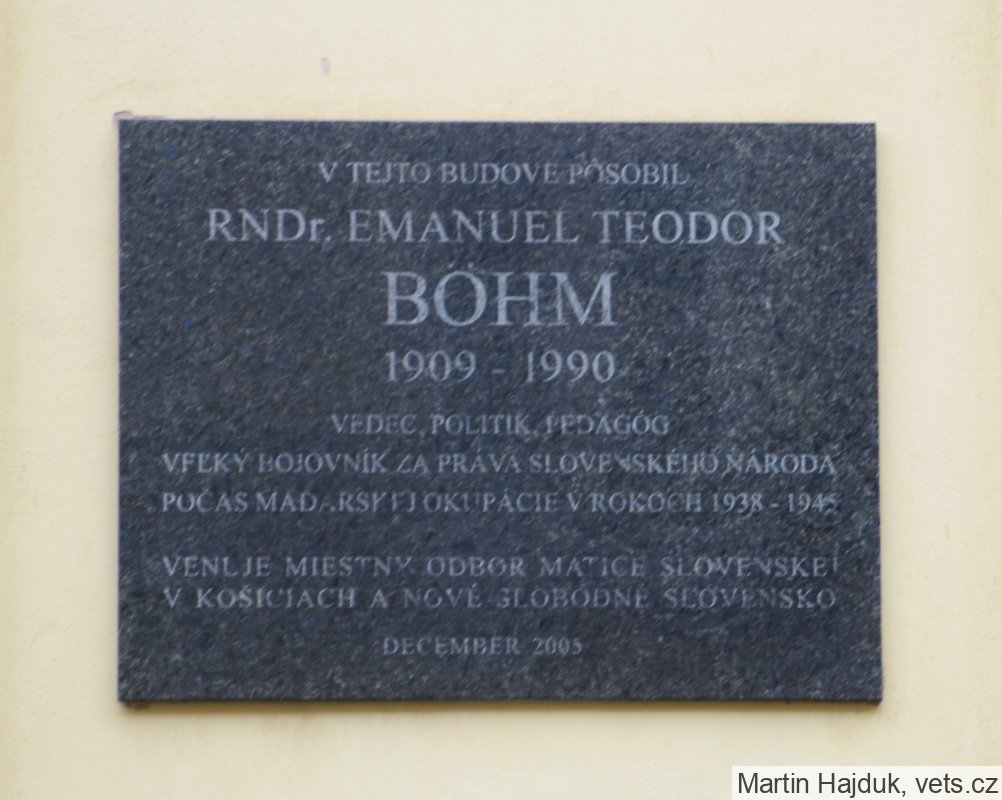 V TEJTO BUDOVE PÔSOBIL
RNDr. EMANUEL TEODOR
BÖHM
1909 - 1990
VEDEC, POLITIK, PEDAGÓG
VEĽKÝ BOJOVNÍK ZA PRÁVA SLOVENSKÉHO NÁRODA
POČAS MAĎARSKEJ OKUPÁCIE V ROKOCH 1938 - 1945
VENUJE MIESTNY ODBOR MATICE SLOVENSKEJ
V KOŠICIACH A NOVÉ SLOBODNÉ SLOVENSKO
DECEMBER 2005
Martin Hajduk, vets.cz